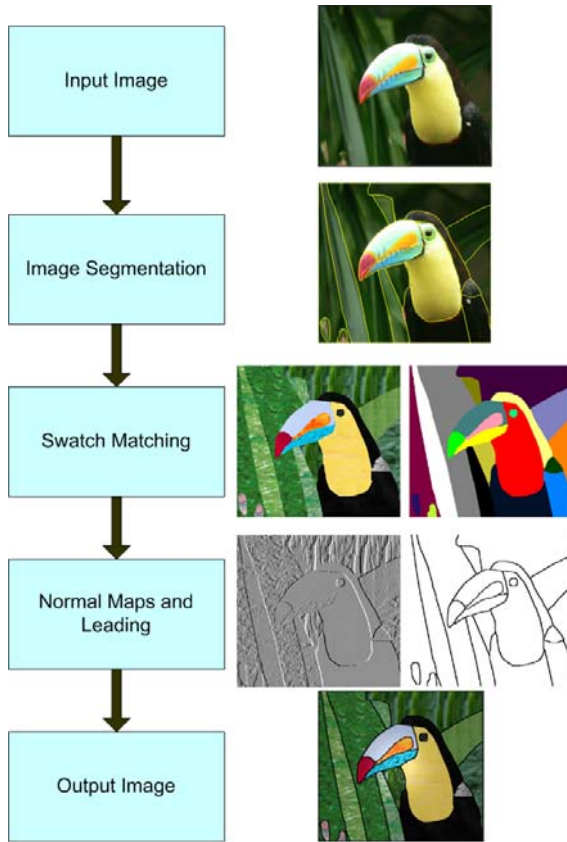 Input Image
Image Segmentation
Swatch Matching
Normal Maps and
Leading
Output Image